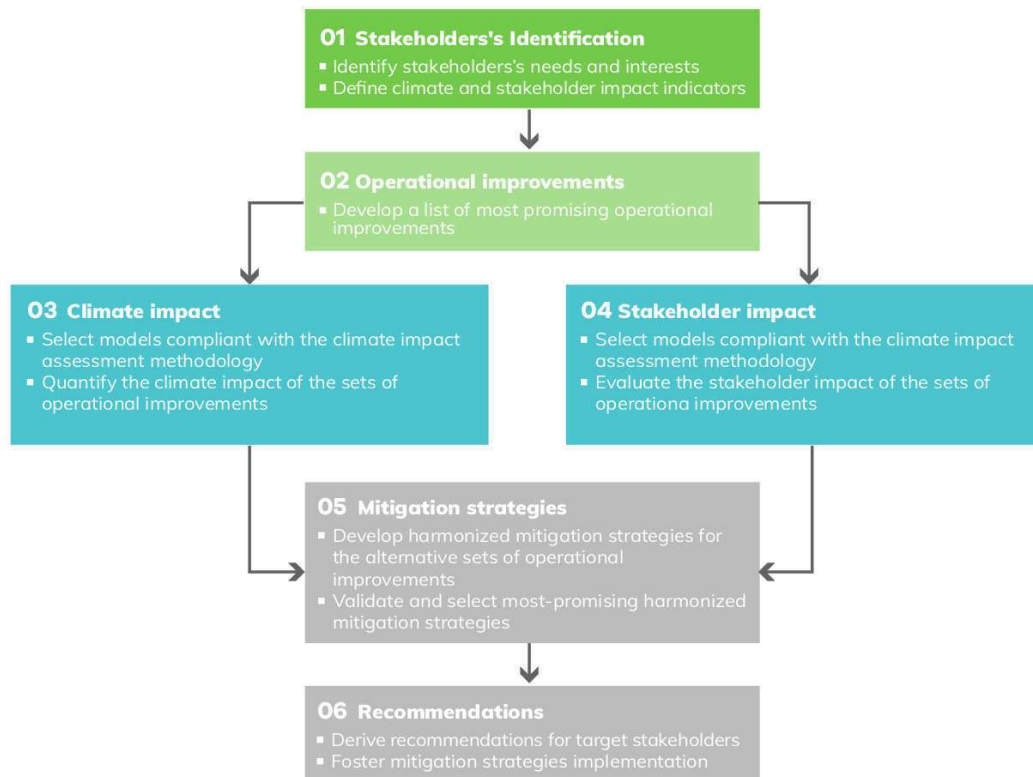 01 Stakeholders's Identification
▪ Identify stakeholders's needs and interests
▪ Define climate and stakeholder impact indicators
02 Operational improvements
▪ Develop a list of most promising operational
improvements
03 Climate impact
▪ Select models compliant with the climate impact
assessment methodology
▪ Quantify the climate impact of the sets of
operational improvements
04 Stakeholder impact
▪ Select models compliant with the climate impact
assessment methodology
▪ Evaluate the stakeholder impact of the sets of
operationa improvements
05 Mitigation strategies
▪ Develop harmonized mitigation strategies for
the alternative sets of operational
improvements
▪ Validate and select most-promising harmonized
mitigation strategies
06 Recommendations
▪ Derive recommendations for target stakeholders
▪ Foster mitigation strategies implementation